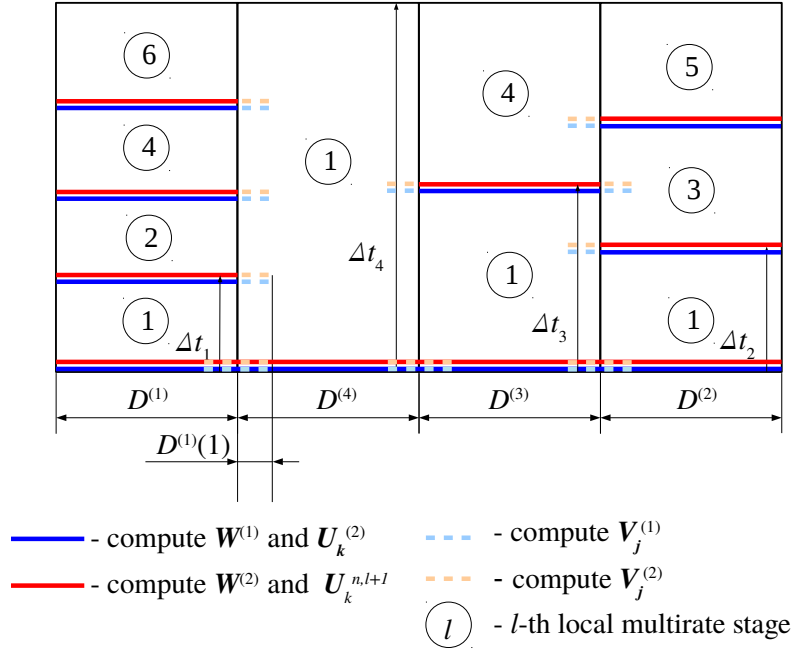 6
5
4
4
1
3
2
Δt₄
1
1
1
Δt₃
Δt₁
Δt₂
D⁽¹⁾
D⁽⁴⁾
D⁽³⁾
D⁽²⁾
D⁽¹⁾(1)
- compute W⁽¹⁾ and Uₖ⁽²⁾
- compute Vⱼ⁽¹⁾
- compute W⁽²⁾ and Uₖⁿ,ˡ⁺¹
- compute Vⱼ⁽²⁾
l - l-th local multirate stage